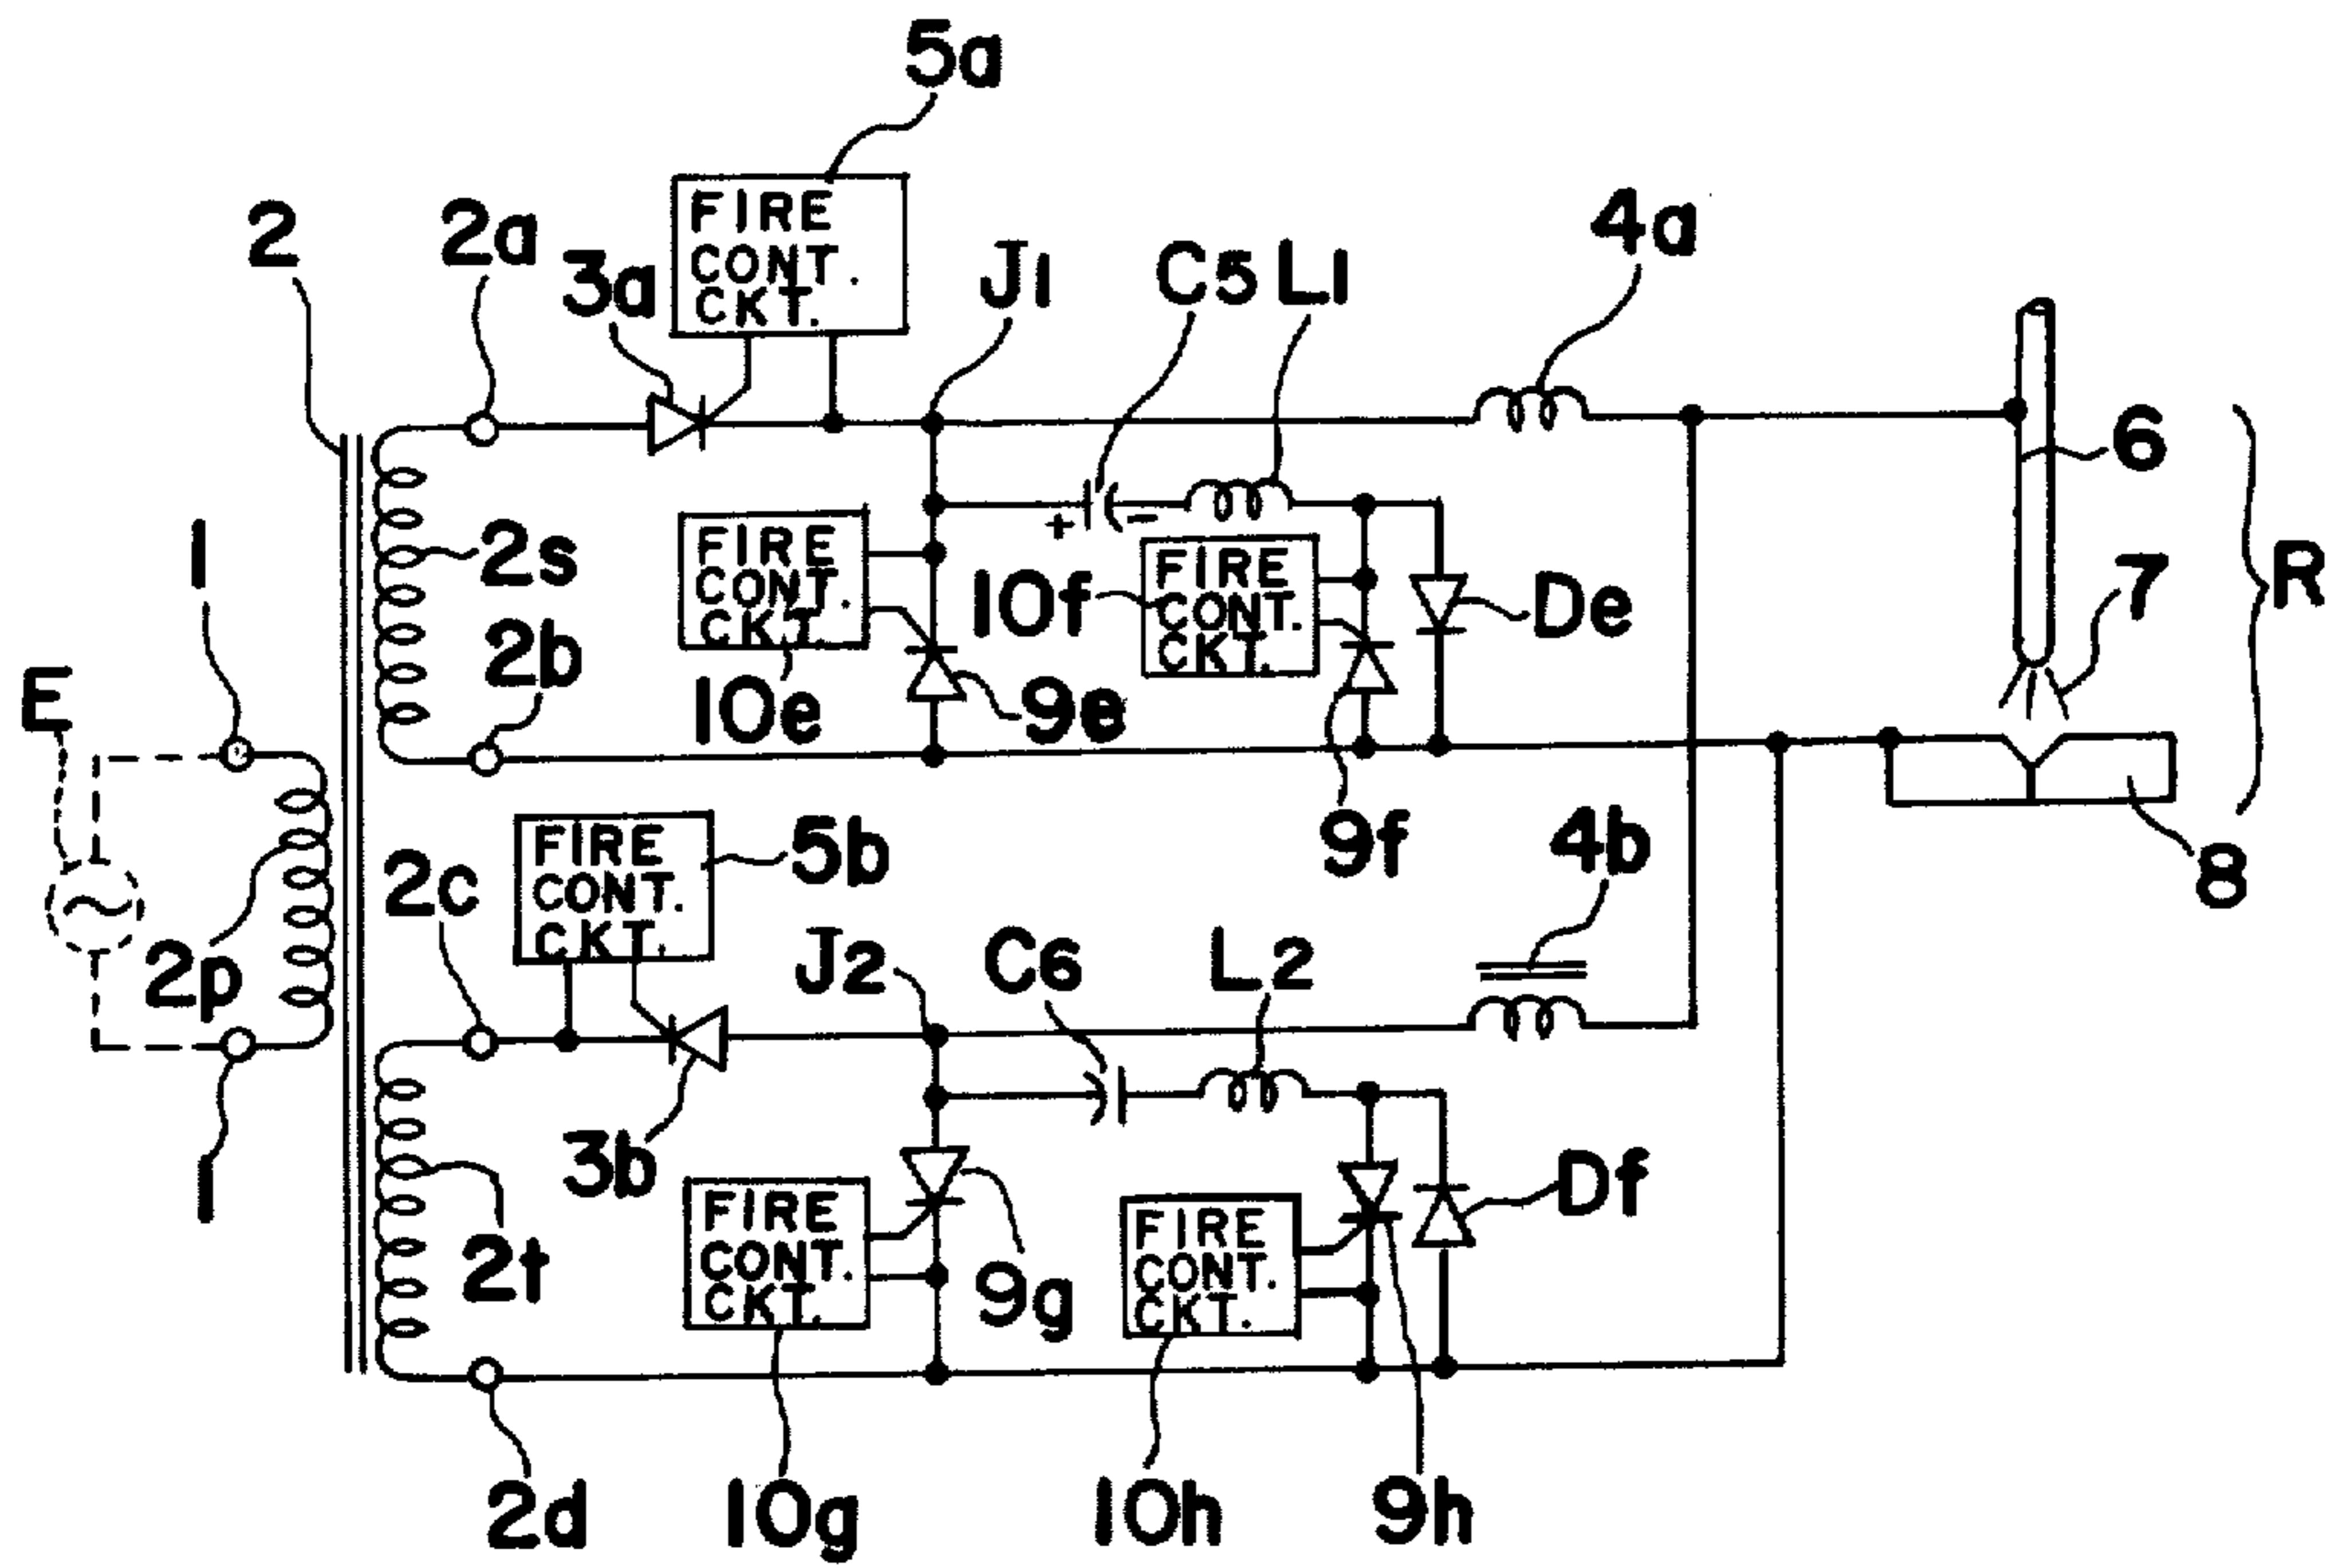 5a
FIRE
CONT.
CKT.
2
2a
3a
J1
C5
L1
4a
6
1
2s
FIRE
CONT.
CKT.
+
-
FIRE
CONT.
CKT.
10f
De
7
R
E
2b
10e
9e
9f
4b
8
FIRE
CONT.
CKT.
5b
2c
2p
J2
C6
L2
1
3b
2t
FIRE
CONT.
CKT.
9g
FIRE
CONT.
CKT.
Df
2d
10g
10h
9h